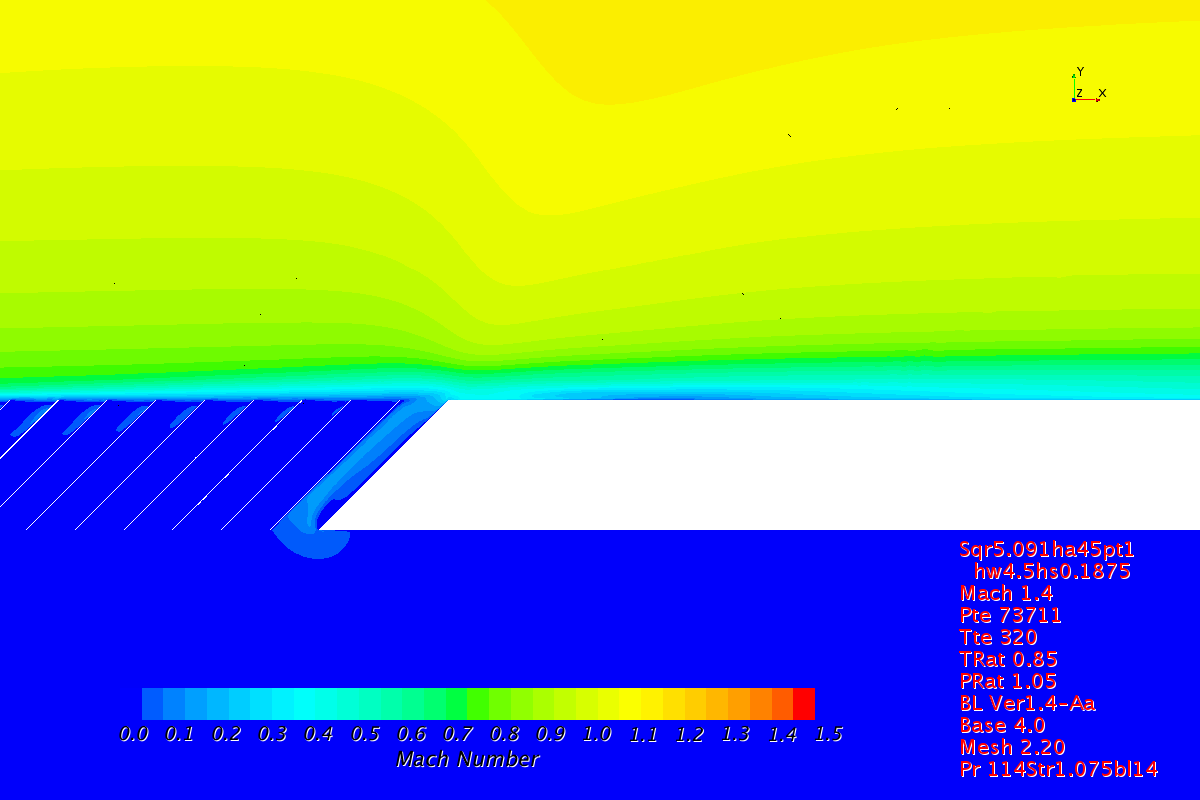 Y
Z X
Sqr5.091ha45pt1
hw4.5hs0.1875
Mach 1.4
Pte 73711
Tte 320
TRat 0.85
PRat 1.05
BL Ver1.4-Aa
Base 4.0
Mesh 2.20
Pr 114Str1.075bl14
0.0 0.1 0.2 0.3 0.4 0.5 0.6 0.7 0.8 0.9 1.0 1.1 1.2 1.3 1.4 1.5
Mach Number